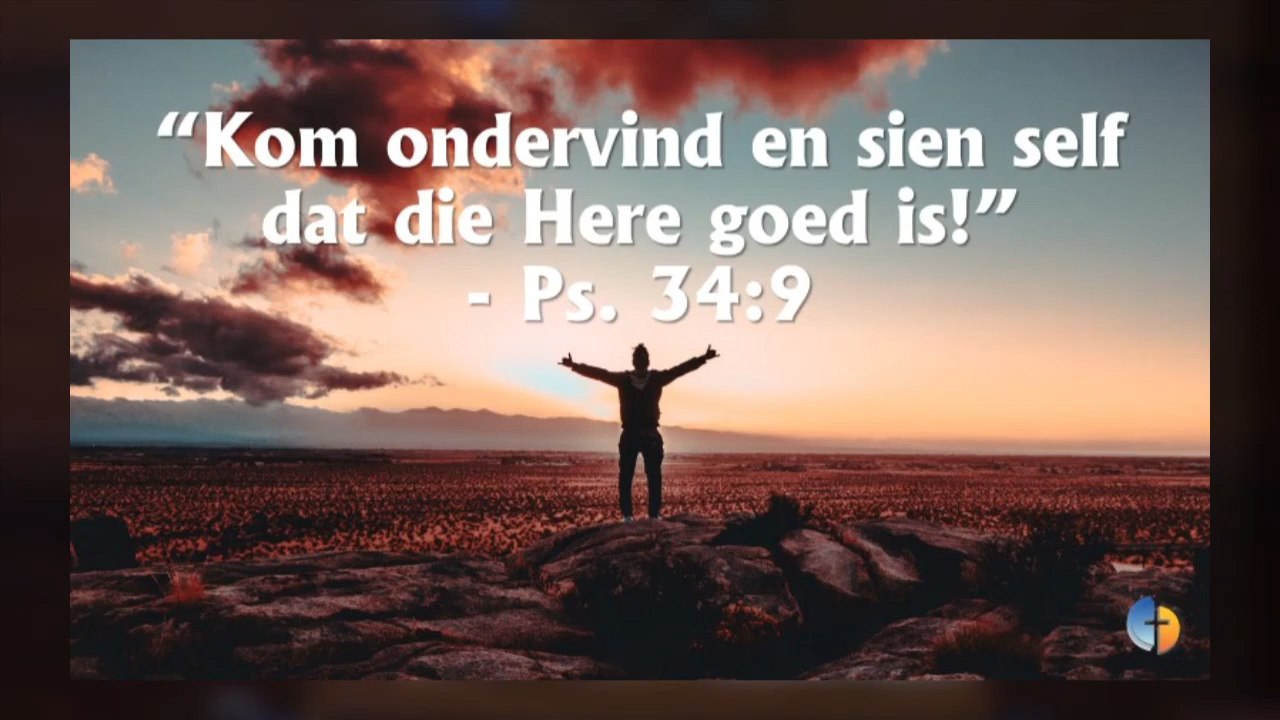 “Kom ondervind en sien self
dat die Here goed is!”
- Ps. 34:9